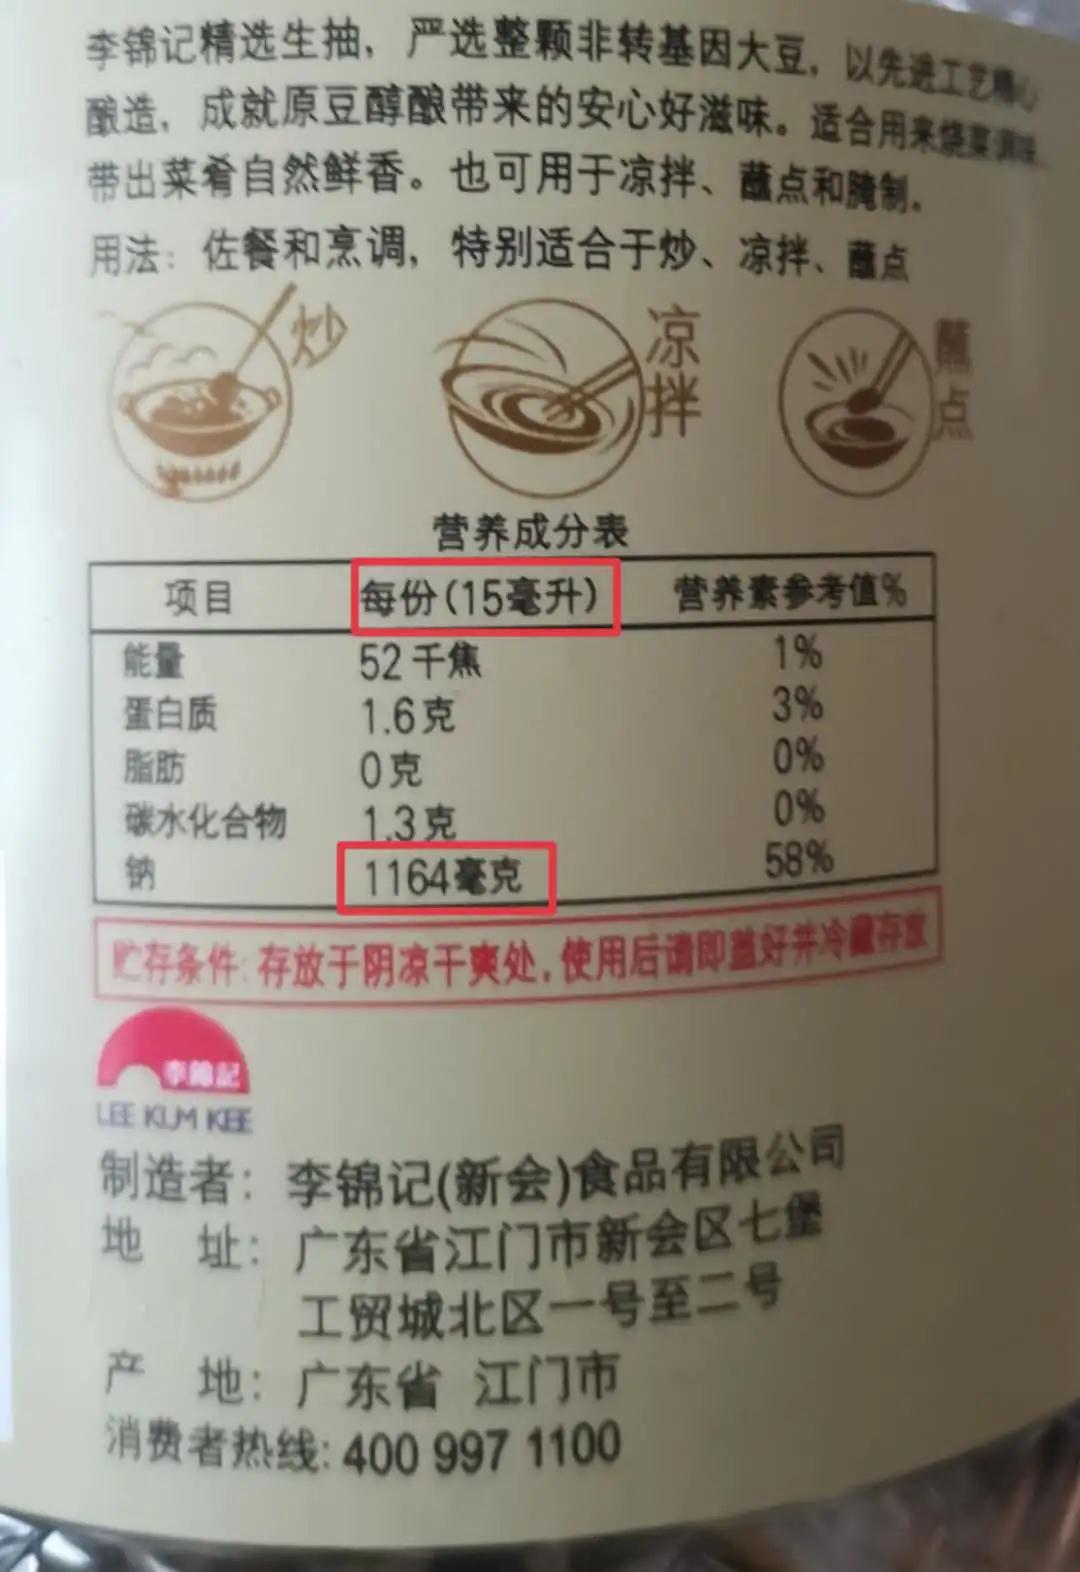 李锦记精选生抽，严选整颗非转基因大豆，以先进工艺精心
酿造，成就原豆醇酿带来的安心好滋味。适合用来烧菜调味，
带出菜肴自然鲜香。也可用于凉拌、蘸点和腌制。
用法：佐餐和烹调，特别适合于炒、凉拌、蘸点
炒
凉拌
蘸点
营养成分表
项目 每份(15毫升) 营养素参考值%
能量 52千焦 1%
蛋白质 1.6克 3%
脂肪 0克 0%
碳水化合物 1.3克 0%
钠 1164毫克 58%
贮存条件：存放于阴凉干爽处，使用后请即盖好并冷藏存放
李錦記
LEE KUM KEE
制造者：李锦记(新会)食品有限公司
地 址：广东省江门市新会区七堡
工贸城北区一号至二号
产 地：广东省 江门市
消费者热线：400 997 1100